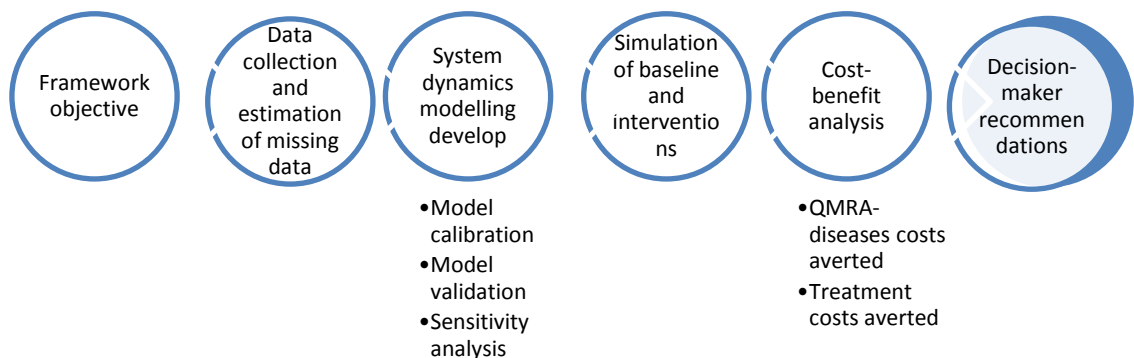 Framework
objective
Data
collection
and
estimation
of missing
data
System
dynamics
modelling
develop
•Model
calibration
•Model
validation
•Sensitivity
analysis
Simulation
of baseline
and
interventio
ns
Cost-
benefit
analysis
•QMRA-
diseases costs
averted
•Treatment
costs averted
Decision-
maker
recommen
dations